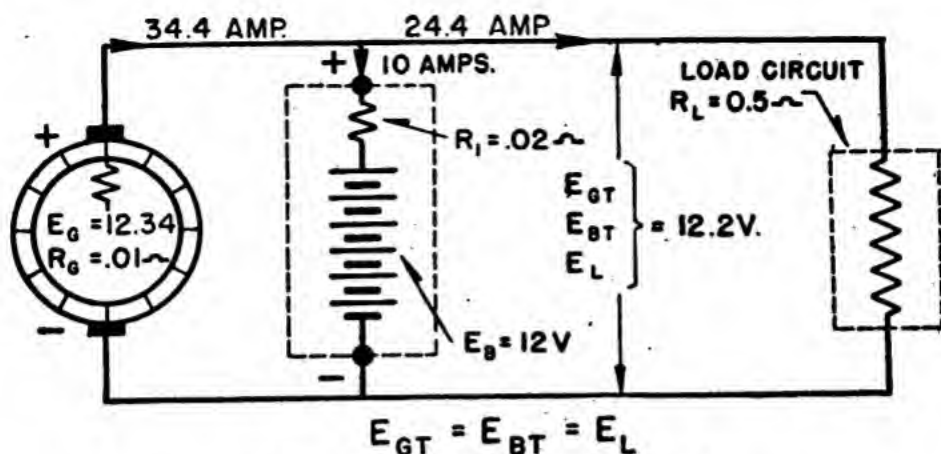 34.4 AMP.
24.4 AMP
+
10 AMPS.
LOAD CIRCUIT
R_L = 0.5 Ω
+
R_I = .02 Ω
E_G = 12.34
R_G = .01 Ω
E_GT
E_BT
E_L
} = 12.2V.
−
E_B = 12V
−
E_GT = E_BT = E_L